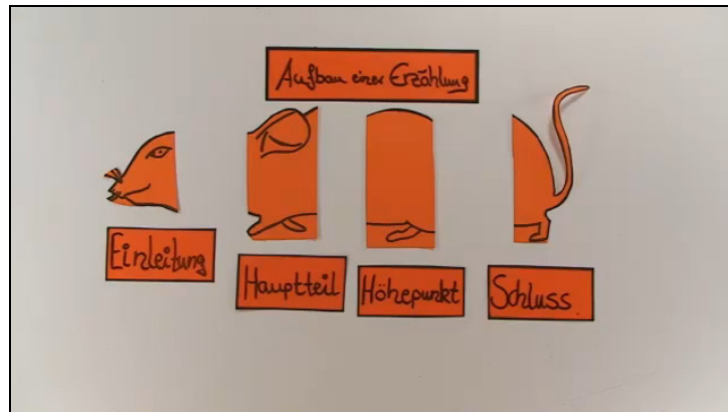 Aufbau einer Erzählung
Einleitung
Hauptteil
Höhepunkt
Schluss.